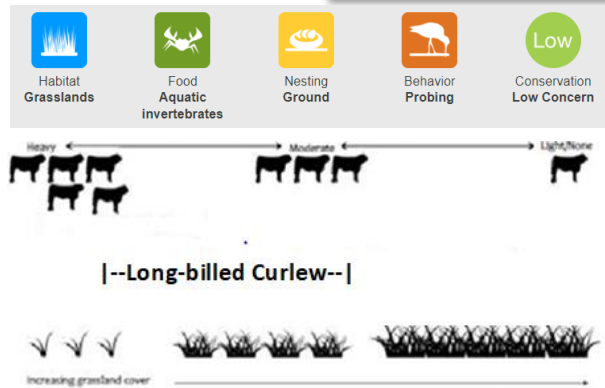 Low
Habitat
Grasslands
Food
Aquatic
invertebrates
Nesting
Ground
Behavior
Probing
Conservation
Low Concern
Heavy Moderate Light/None
|--Long-billed Curlew--|
Increasing grassland cover